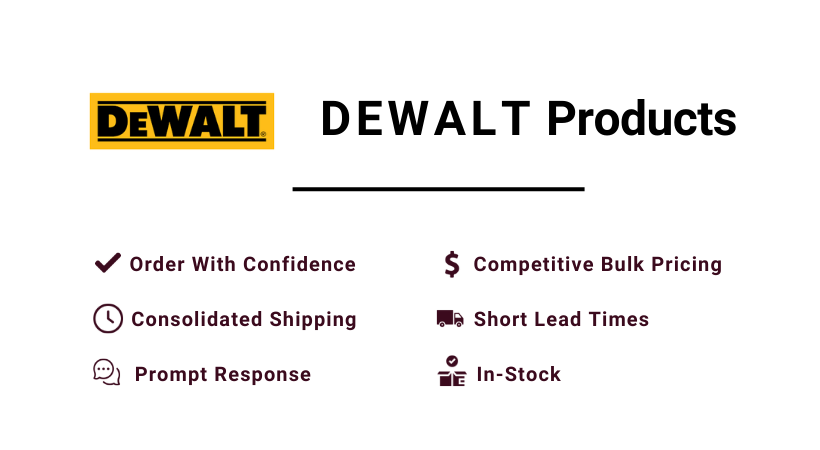 DEWALT®
DEWALT Products
Order With Confidence
Competitive Bulk Pricing
Consolidated Shipping
Short Lead Times
Prompt Response
In-Stock